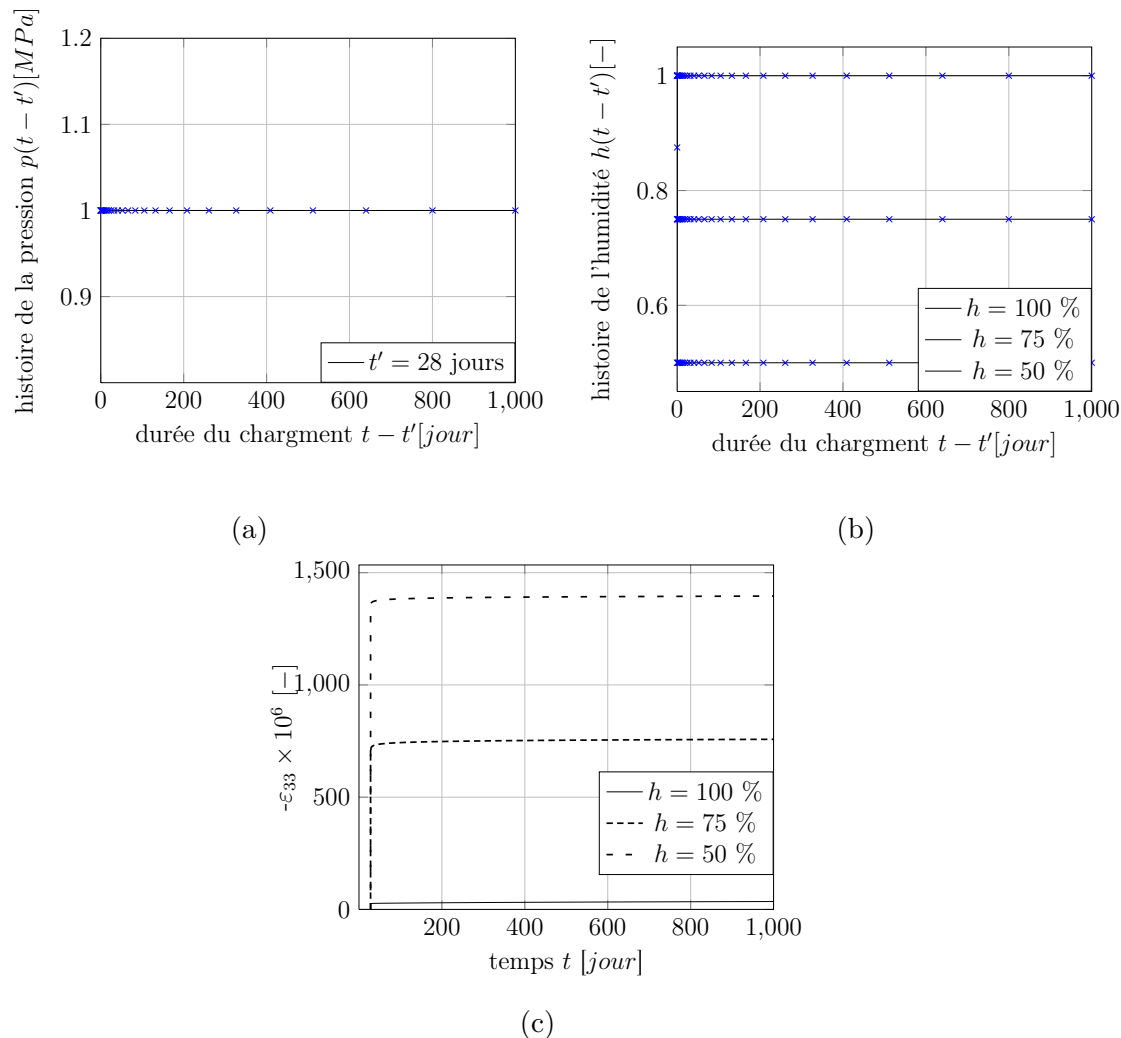 histoire de la pression p(t − t′)[MPa]
1.2
1.1
1
0.9
0 200 400 600 800 1,000
t′ = 28 jours
durée du chargment t − t′[jour]
(a)
histoire de l'humidité h(t − t′)[−]
1
0.8
0.6
0 200 400 600 800 1,000
h = 100 %
h = 75 %
h = 50 %
durée du chargment t − t′[jour]
(b)
-ε₃₃ × 10⁶ [−]
1,500
1,000
500
0
200 400 600 800 1,000
h = 100 %
h = 75 %
h = 50 %
temps t [jour]
(c)